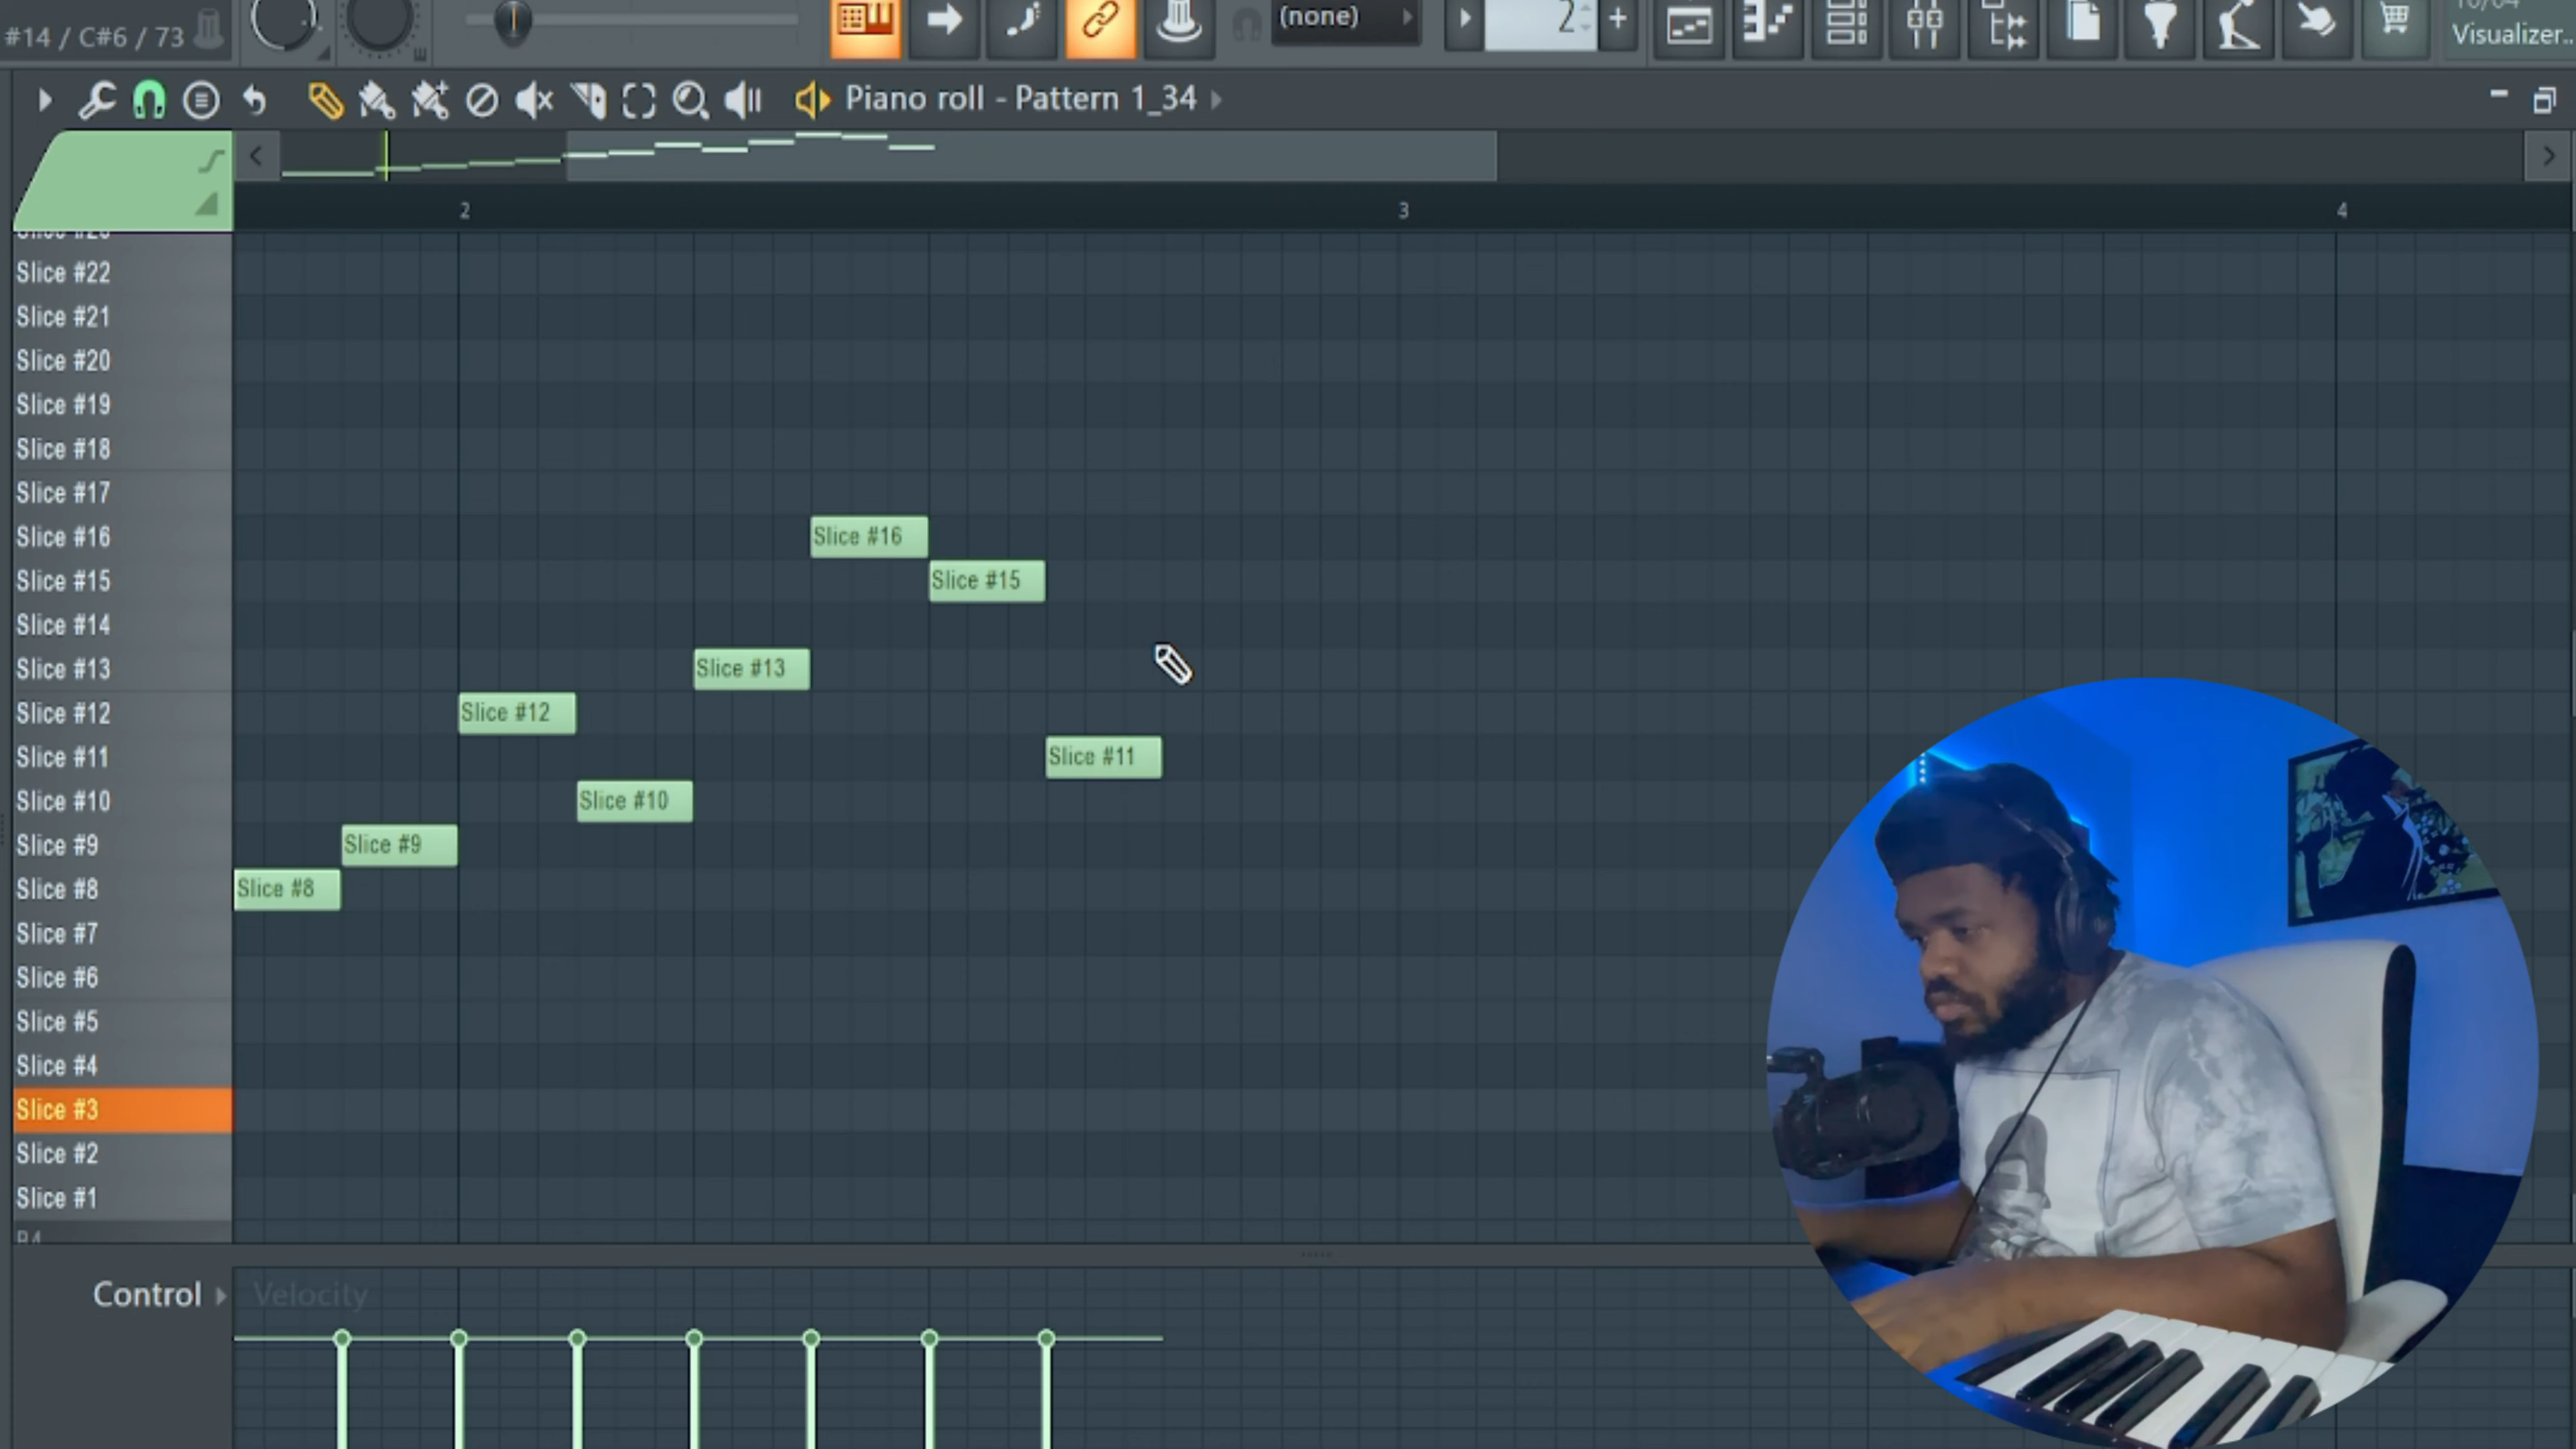 #14 / C#6 / 73
(none)
2
Visualizer..
Piano roll - Pattern 1_34
2
3
4
Slice #22
Slice #21
Slice #20
Slice #19
Slice #18
Slice #17
Slice #16
Slice #15
Slice #14
Slice #13
Slice #12
Slice #11
Slice #10
Slice #9
Slice #8
Slice #7
Slice #6
Slice #5
Slice #4
Slice #3
Slice #2
Slice #1
Slice #16
Slice #15
Slice #13
Slice #12
Slice #11
Slice #10
Slice #9
Slice #8
Control
Velocity